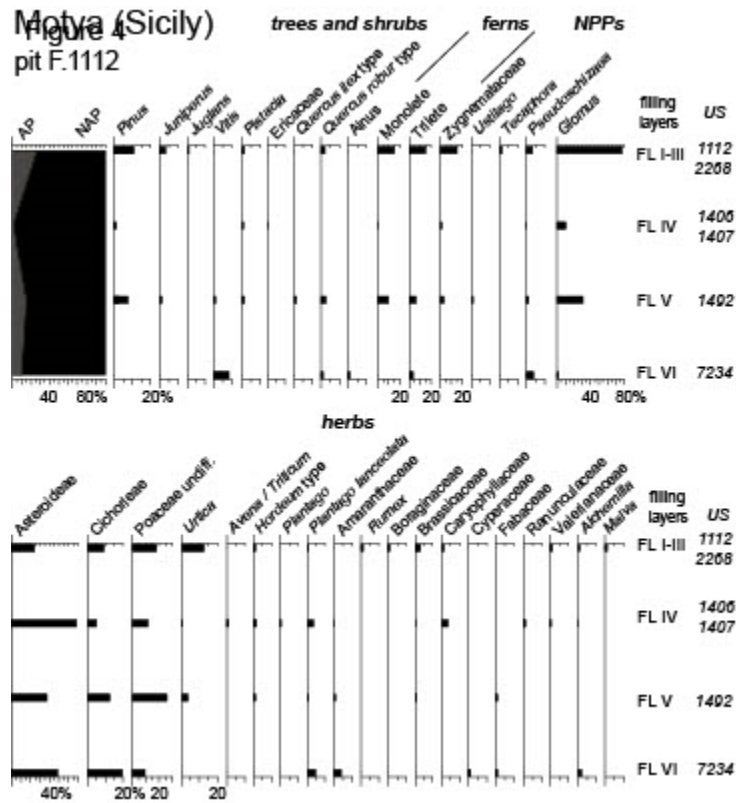 Motya (Sicily)
Figure 4
pit F.1112
trees and shrubs ferns NPPs
AP NAP Pinus Juniperus Juglans Vitis Pistacia Ericaceae Quercus ilex type Quercus robur type Alnus Monolete Trilete Zygnemataceae Ustilago Tecaphora Pseudoschizaea Glomus
filling layers US
FL I-III 1112 2268
FL IV 1406 1407
FL V 1492
FL VI 7234
40 80% 20% 20 20 20 40 80%
herbs
Asteroideae Cichorieae Poaceae undiff. Urtica Avena / Triticum Hordeum type Plantago Plantago lanceolata Amaranthaceae Rumex Boraginaceae Brassicaceae Caryophyllaceae Cyperaceae Fabaceae Ranunculaceae Valerianaceae Alchemilla Malva
filling layers US
FL I-III 1112 2268
FL IV 1406 1407
FL V 1492
FL VI 7234
40% 20% 20 20